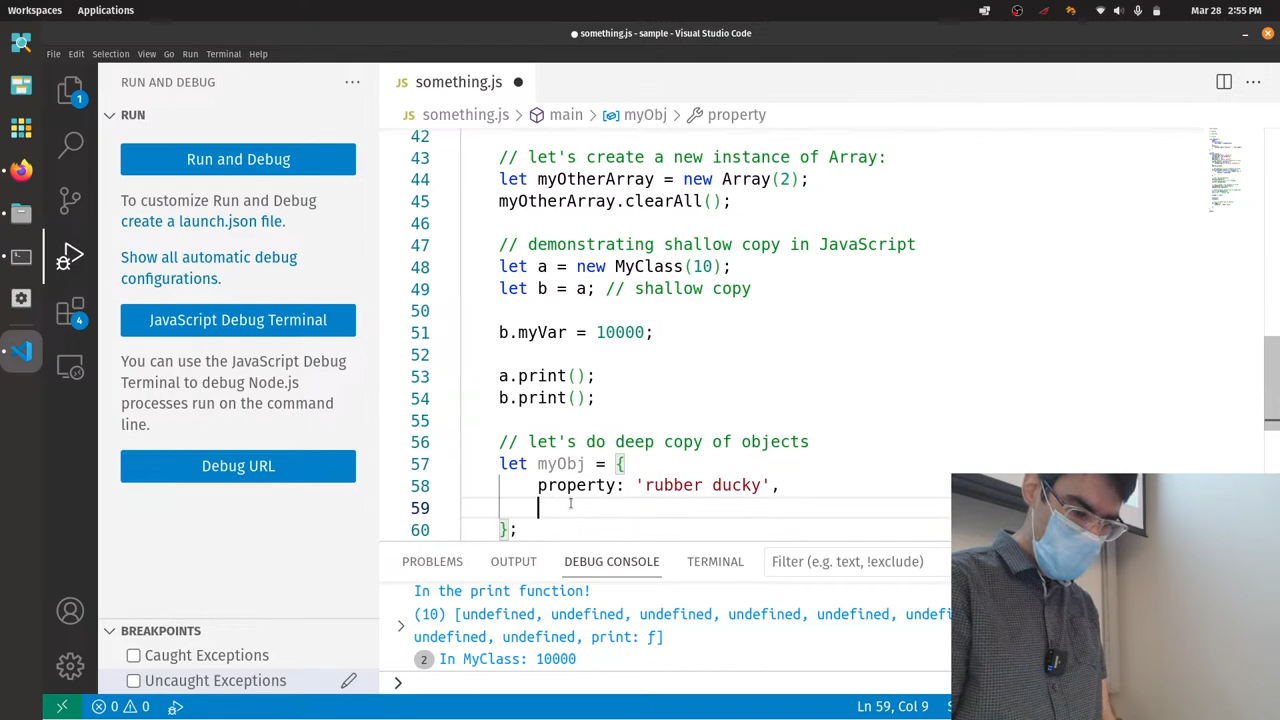 Workspaces Applications Mar 28 2:55 PM
something.js - sample - Visual Studio Code
File Edit Selection View Go Run Terminal Help
RUN AND DEBUG ···
RUN
Run and Debug
To customize Run and Debug
create a launch.json file.
Show all automatic debug
configurations.
JavaScript Debug Terminal
You can use the JavaScript Debug
Terminal to debug Node.js
processes run on the command
line.
Debug URL
BREAKPOINTS
Caught Exceptions
Uncaught Exceptions
1
4
JS something.js
JS something.js > main > myObj > property
42
43 // let's create a new instance of Array:
44 let myOtherArray = new Array(2);
45 myOtherArray.clearAll();
46
47 // demonstrating shallow copy in JavaScript
48 let a = new MyClass(10);
49 let b = a; // shallow copy
50
51 b.myVar = 10000;
52
53 a.print();
54 b.print();
55
56 // let's do deep copy of objects
57 let myObj = {
58 property: 'rubber ducky',
59
60 };
PROBLEMS OUTPUT DEBUG CONSOLE TERMINAL Filter (e.g. text, !exclude)
In the print function!
(10) [undefined, undefined, undefined, undefined, undefined, undefi
> undefined, undefined, print: ƒ]
2 In MyClass: 10000
>
0 0 Ln 59, Col 9